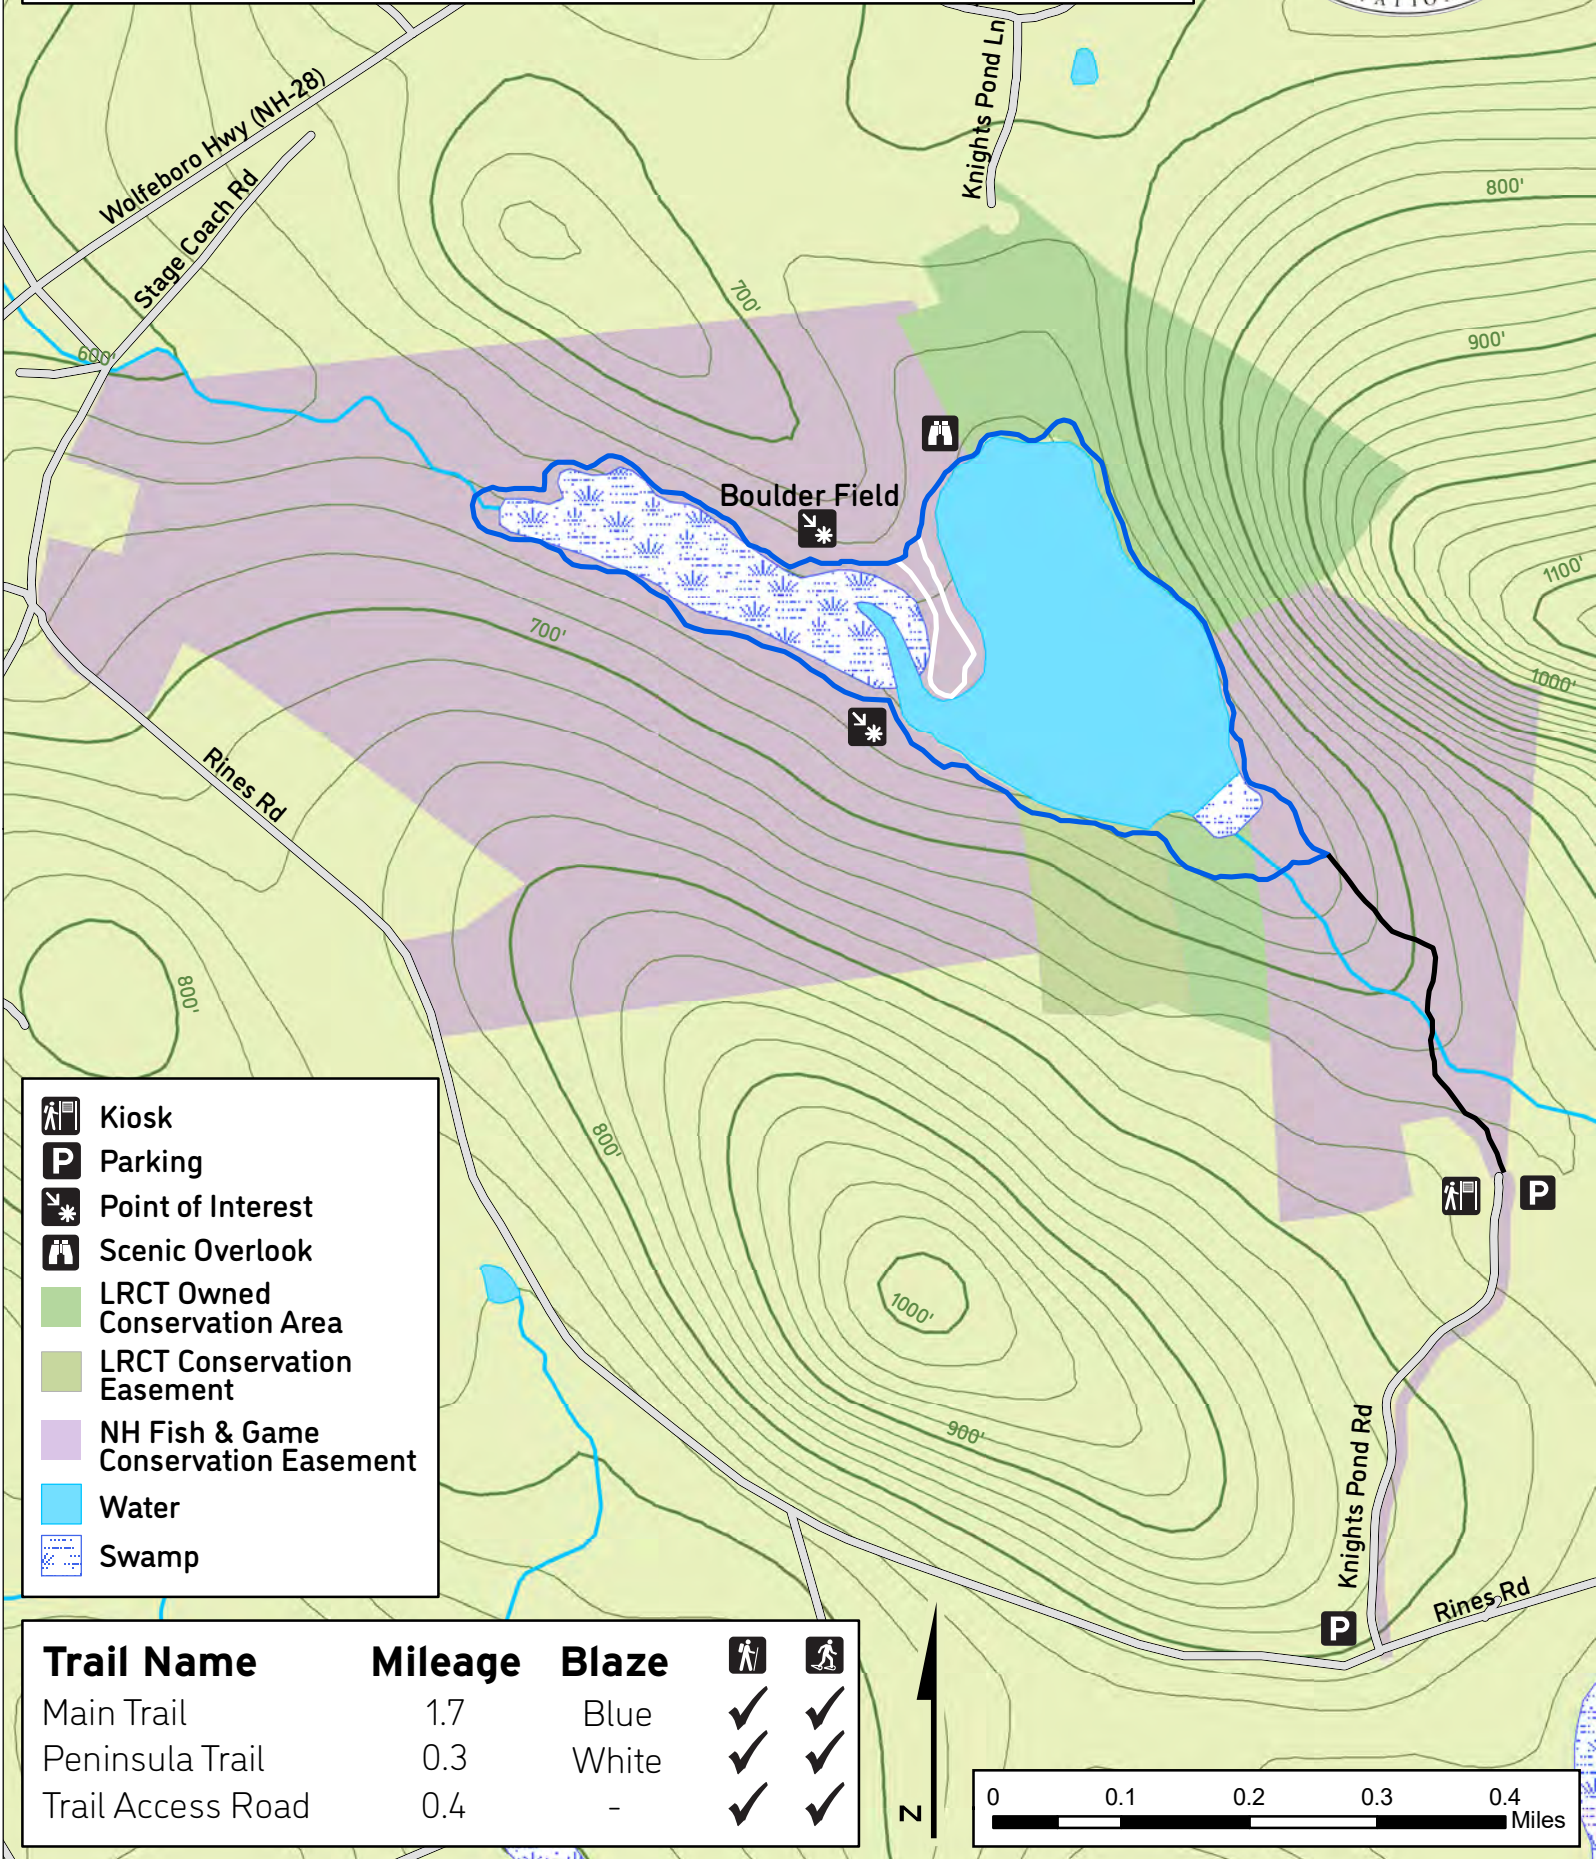 Knights Pond Ln
Wolfeboro Hwy (NH-28)
Stage Coach Rd
800'
700'
900'
600'
Boulder Field
1100'
700'
1000'
Rines Rd
800'
800'
1000'
900'
Knights Pond Rd
Rines Rd
P
P
Kiosk
P Parking
Point of Interest
Scenic Overlook
LRCT Owned
Conservation Area
LRCT Conservation
Easement
NH Fish & Game
Conservation Easement
Water
Swamp
Trail Name Mileage Blaze
Main Trail 1.7 Blue
Peninsula Trail 0.3 White
Trail Access Road 0.4 -
N
0 0.1 0.2 0.3 0.4
Miles